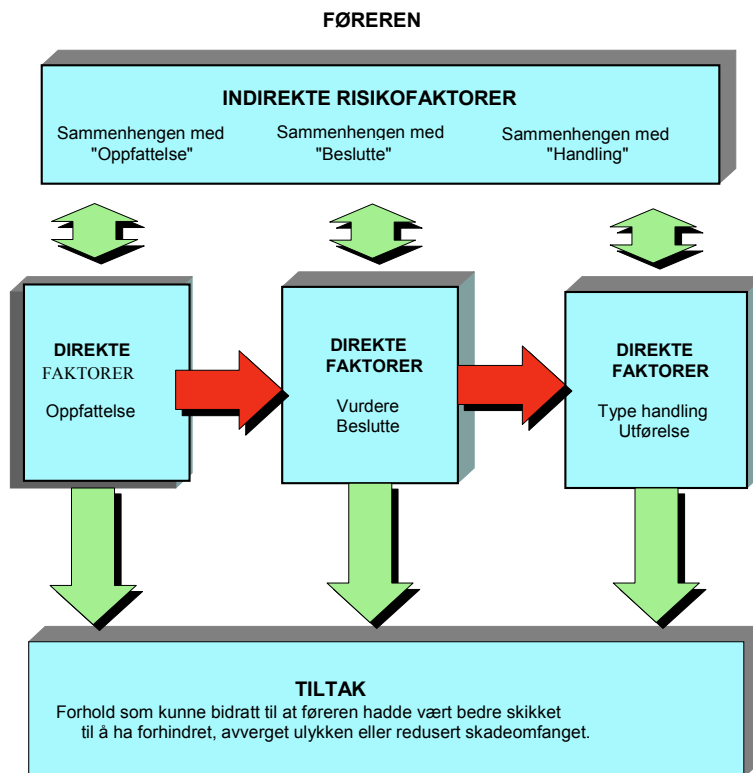 FØREREN
INDIREKTE RISIKOFAKTORER
Sammenhengen med
"Oppfattelse"
Sammenhengen med
"Beslutte"
Sammenhengen med
"Handling"
DIREKTE
FAKTORER
Oppfattelse
DIREKTE
FAKTORER
Vurdere
Beslutte
DIREKTE
FAKTORER
Type handling
Utførelse
TILTAK
Forhold som kunne bidratt til at føreren hadde vært bedre skikket
til å ha forhindret, avverget ulykken eller redusert skadeomfanget.